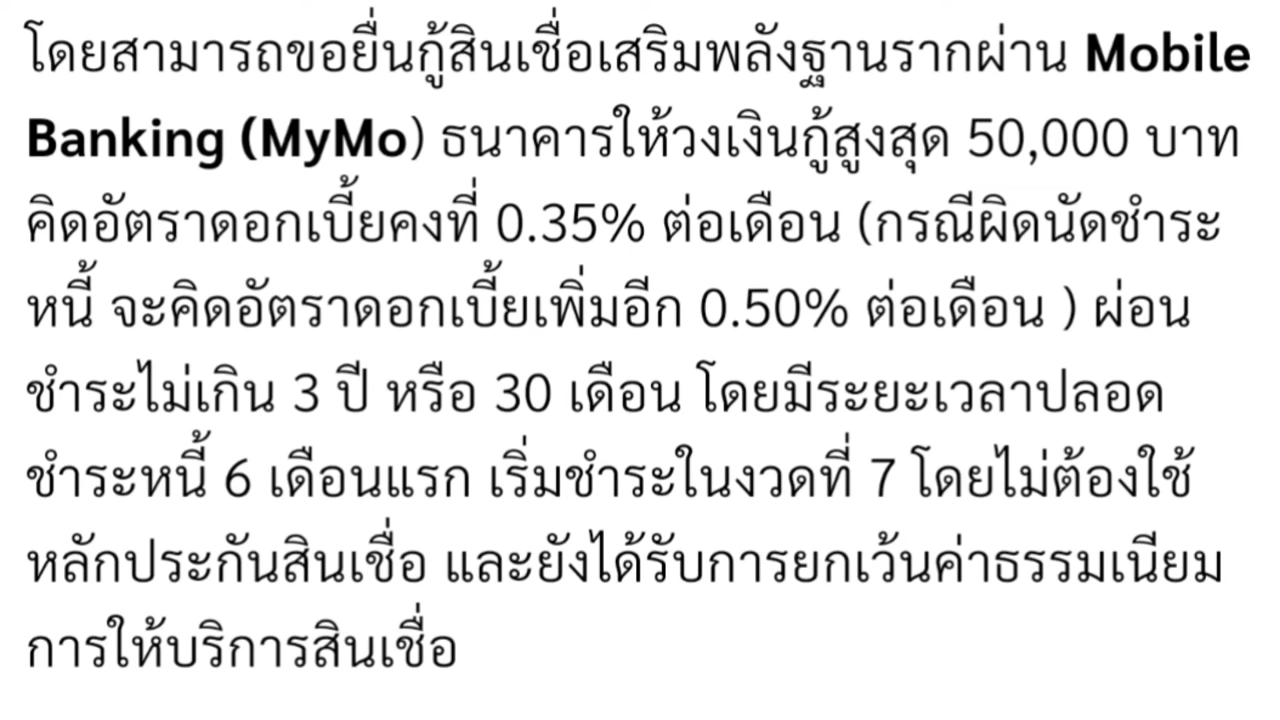 โดยสามารถขอยื่นกู้สินเชื่อเสริมพลังฐานรากผ่าน Mobile
Banking (MyMo) ธนาคารให้วงเงินกู้สูงสุด 50,000 บาท
คิดอัตราดอกเบี้ยคงที่ 0.35% ต่อเดือน (กรณีผิดนัดชำระ
หนี้ จะคิดอัตราดอกเบี้ยเพิ่มอีก 0.50% ต่อเดือน ) ผ่อน
ชำระไม่เกิน 3 ปี หรือ 30 เดือน โดยมีระยะเวลาปลอด
ชำระหนี้ 6 เดือนแรก เริ่มชำระในงวดที่ 7 โดยไม่ต้องใช้
หลักประกันสินเชื่อ และยังได้รับการยกเว้นค่าธรรมเนียม
การให้บริการสินเชื่อ